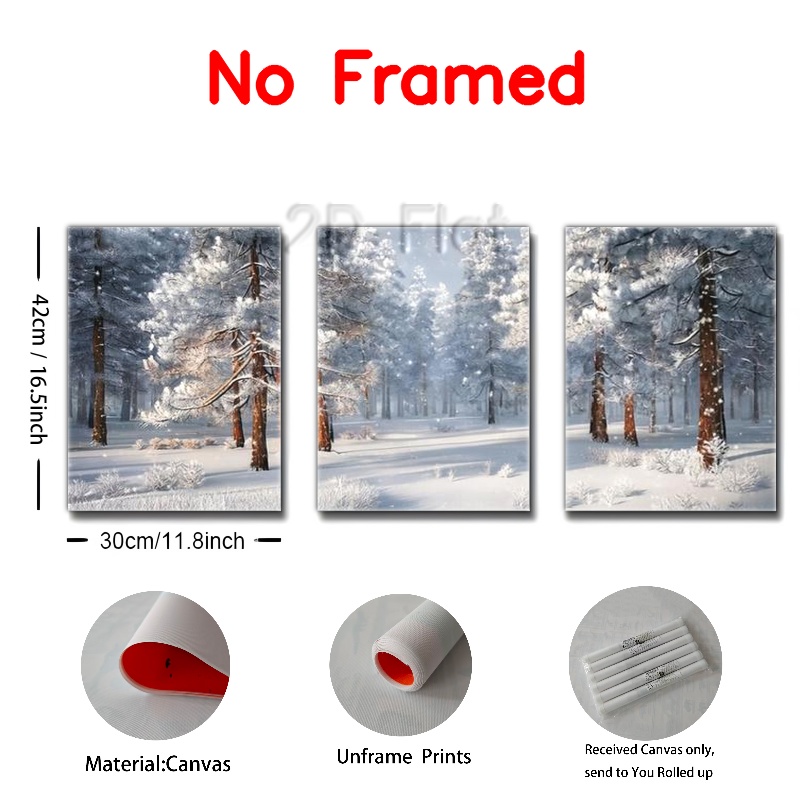 No Framed
2D Flat
42cm / 16.5inch
30cm/11.8inch
Material:Canvas
Unframe Prints
Received Canvas only,
send to You Rolled up